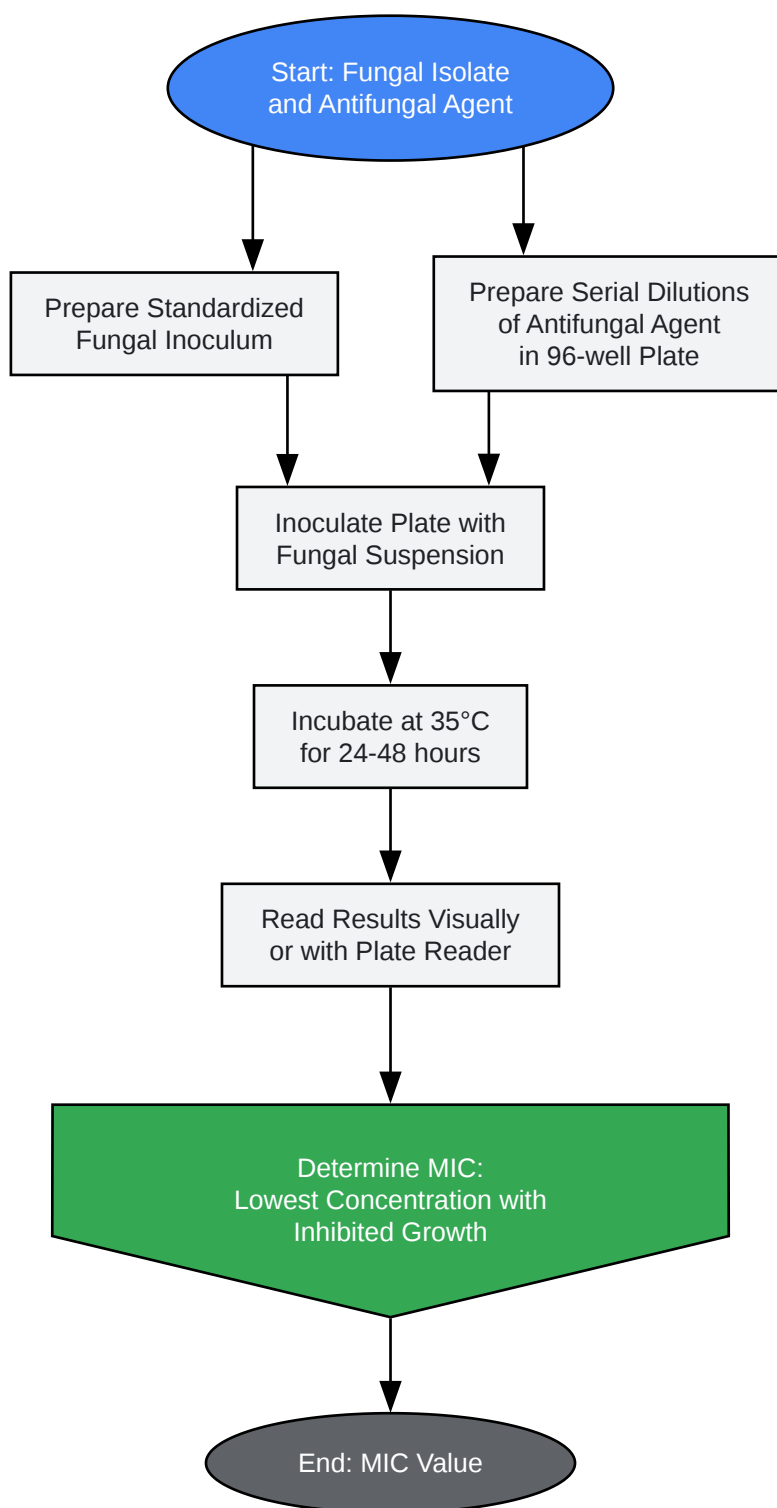 Start: Fungal Isolate
and Antifungal Agent
Prepare Standardized
Fungal Inoculum
Prepare Serial Dilutions
of Antifungal Agent
in 96-well Plate
Inoculate Plate with
Fungal Suspension
Incubate at 35°C
for 24-48 hours
Read Results Visually
or with Plate Reader
Determine MIC:
Lowest Concentration with
Inhibited Growth
End: MIC Value